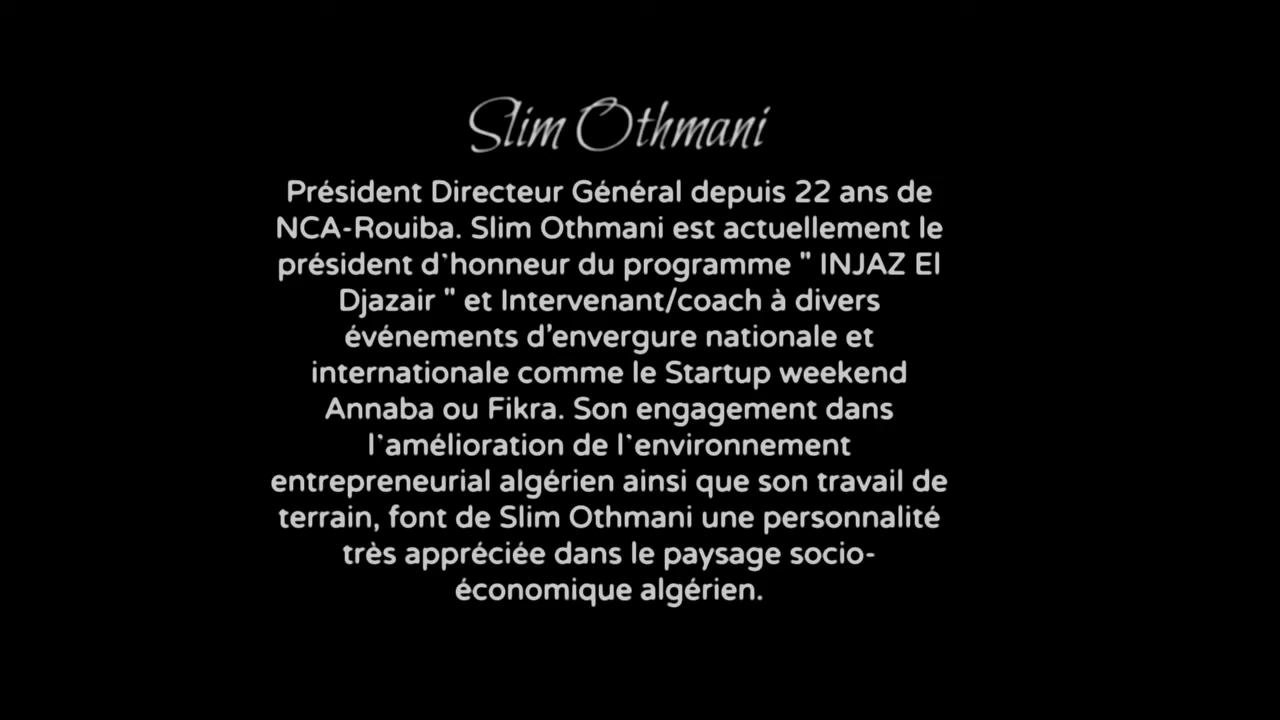 Slim Othmani
Président Directeur Général depuis 22 ans de
NCA-Rouiba. Slim Othmani est actuellement le
président d`honneur du programme " INJAZ El
Djazair " et Intervenant/coach à divers
événements d’envergure nationale et
internationale comme le Startup weekend
Annaba ou Fikra. Son engagement dans
l`amélioration de l`environnement
entrepreneurial algérien ainsi que son travail de
terrain, font de Slim Othmani une personnalité
très appréciée dans le paysage socio-
économique algérien.